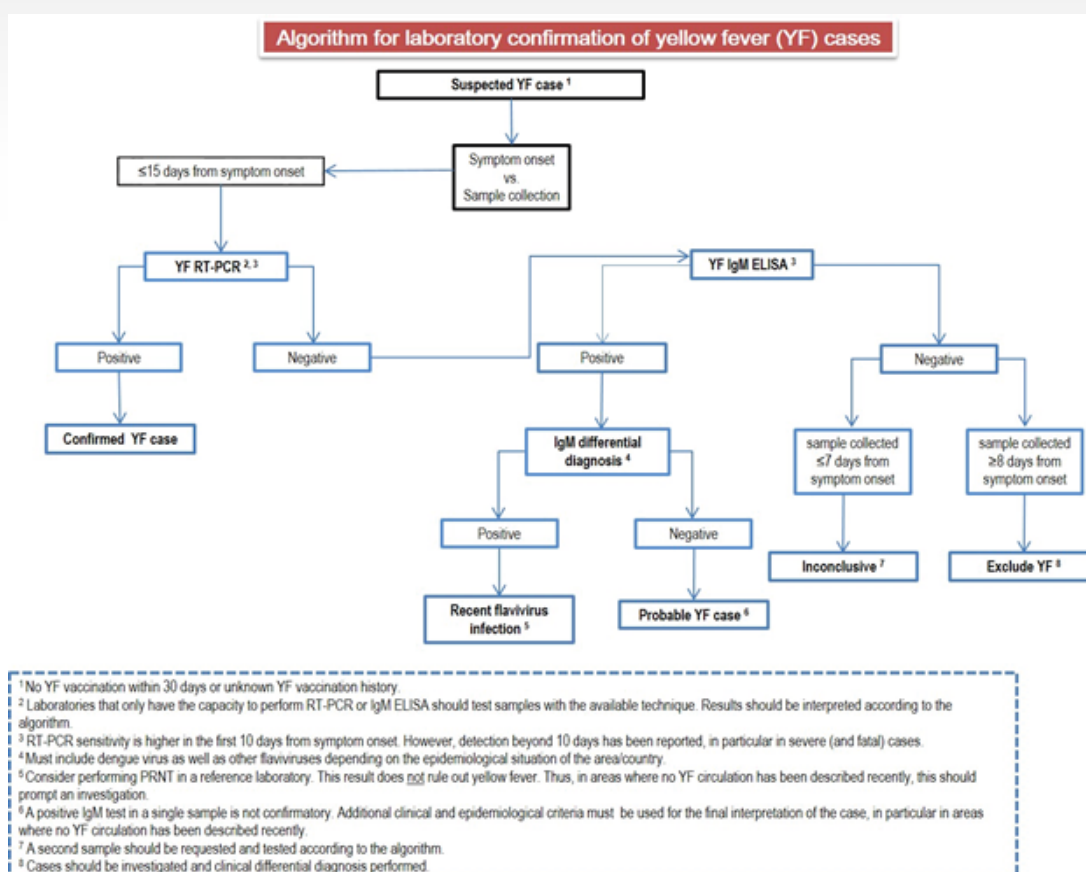 Algorithm for laboratory confirmation of yellow fever (YF) cases
Suspected YF case 1
Symptom onset
vs.
Sample collection
≤15 days from symptom onset
YF RT-PCR 2, 3
YF IgM ELISA 3
Positive
Negative
Positive
Negative
Confirmed YF case
IgM differential
diagnosis 4
sample collected
≤7 days from
symptom onset
sample collected
≥8 days from
symptom onset
Positive
Negative
Inconclusive 7
Exclude YF 8
Recent flavivirus
infection 5
Probable YF case 6
1 No YF vaccination within 30 days or unknown YF vaccination history.
2 Laboratories that only have the capacity to perform RT-PCR or IgM ELISA should test samples with the available technique. Results should be interpreted according to the
algorithm.
3 RT-PCR sensitivity is higher in the first 10 days from symptom onset. However, detection beyond 10 days has been reported, in particular in severe (and fatal) cases.
4 Must include dengue virus as well as other flaviviruses depending on the epidemiological situation of the area/country.
5 Consider performing PRNT in a reference laboratory. This result does not rule out yellow fever. Thus, in areas where no YF circulation has been described recently, this should
prompt an investigation.
6 A positive IgM test in a single sample is not confirmatory. Additional clinical and epidemiological criteria must be used for the final interpretation of the case, in particular in areas
where no YF circulation has been described recently.
7 A second sample should be requested and tested according to the algorithm.
8 Cases should be investigated and clinical differential diagnosis performed.